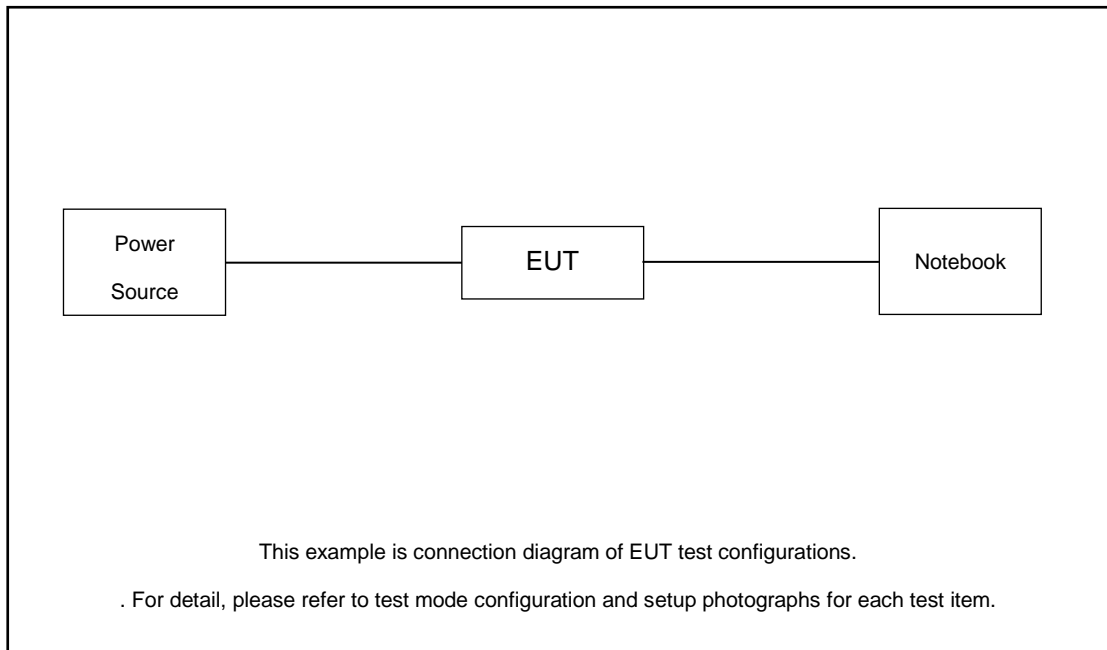 Power
Source
EUT
Notebook
This example is connection diagram of EUT test configurations.
. For detail, please refer to test mode configuration and setup photographs for each test item.